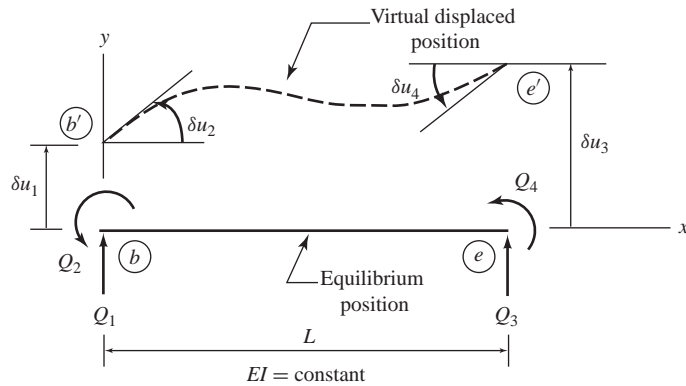 Virtual displaced
position
y
δu4
e′
b′
δu2
δu3
δu1
Q4
x
Q2
b
e
Equilibrium
position
Q1
Q3
L
EI = constant